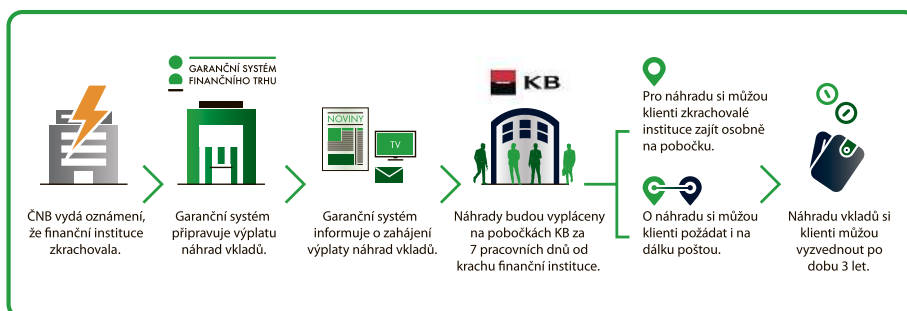 GARANČNÍ SYSTÉM
FINANČNÍHO TRHU
NOVINY
TV
KB
ČNB vydá oznámení,
že finanční instituce
zkrachovala.
Garanční systém
připravuje výplatu
náhrad vkladů.
Garanční systém
informuje o zahájení
výplaty náhrad vkladů.
Náhrady budou vypláceny
na pobočkách KB za
7 pracovních dnů od
krachu finanční instituce.
Pro náhradu si můžou
klienti zkrachovalé
instituce zajít osobně
na pobočku.
O náhradu si můžou
klienti požádat i na
dálku poštou.
Náhradu vkladů si
klienti můžou
vyzvednout po
dobu 3 let.